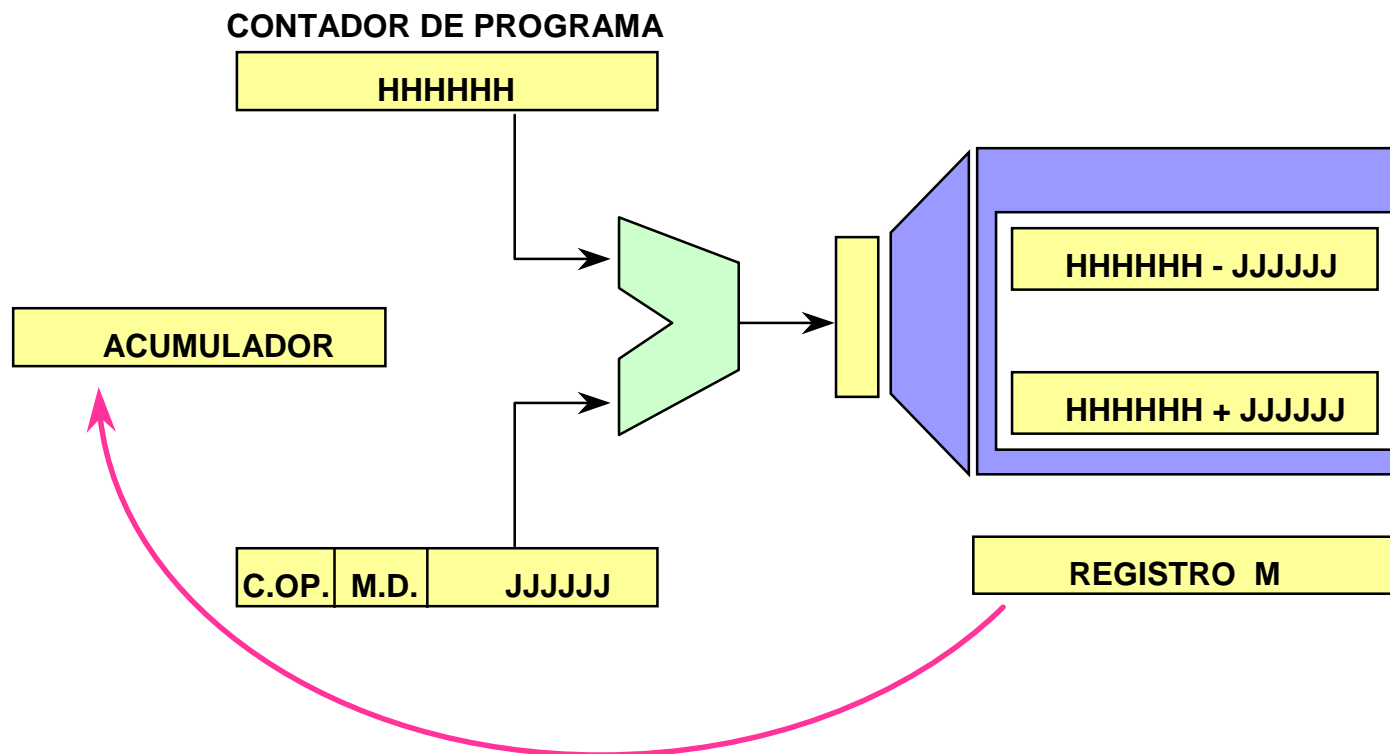 CONTADOR DE PROGRAMA
HHHHHH
HHHHHH - JJJJJJ
ACUMULADOR
HHHHHH + JJJJJJ
C.OP. M.D. JJJJJJ
REGISTRO M